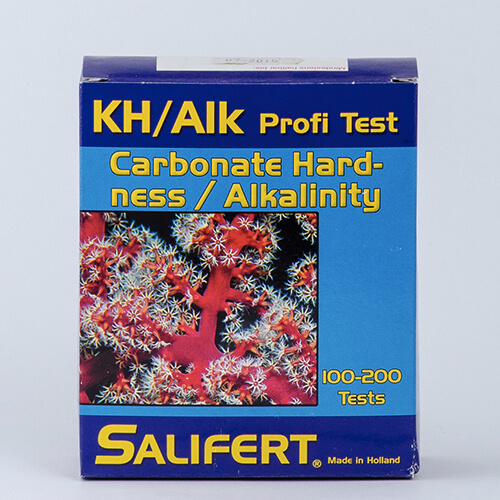 KH/Alk Profi Test
Carbonate Hard-
ness / Alkalinity
100-200
Tests
SALIFERT® Made in Holland